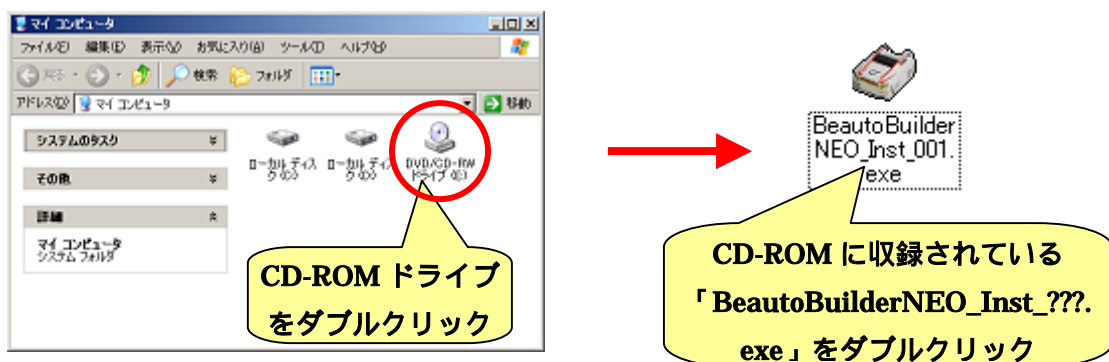 マイ コンピュータ
ファイル(F) 編集(E) 表示(V) お気に入り(A) ツール(T) ヘルプ(H)
戻る 検索 フォルダ
アドレス(D) マイ コンピュータ 移動
システムのタスク
その他
詳細
マイ コンピュータ
システム フォルダ
ローカル ディス
ク (C:)
ローカル ディス
ク (D:)
DVD/CD-RW
ドライブ (E:)
CD-ROM ドライブ
をダブルクリック
BeautoBuilder
NEO_Inst_001.
exe
CD-ROM に収録されている
「BeautoBuilderNEO_Inst_???.
exe」をダブルクリック